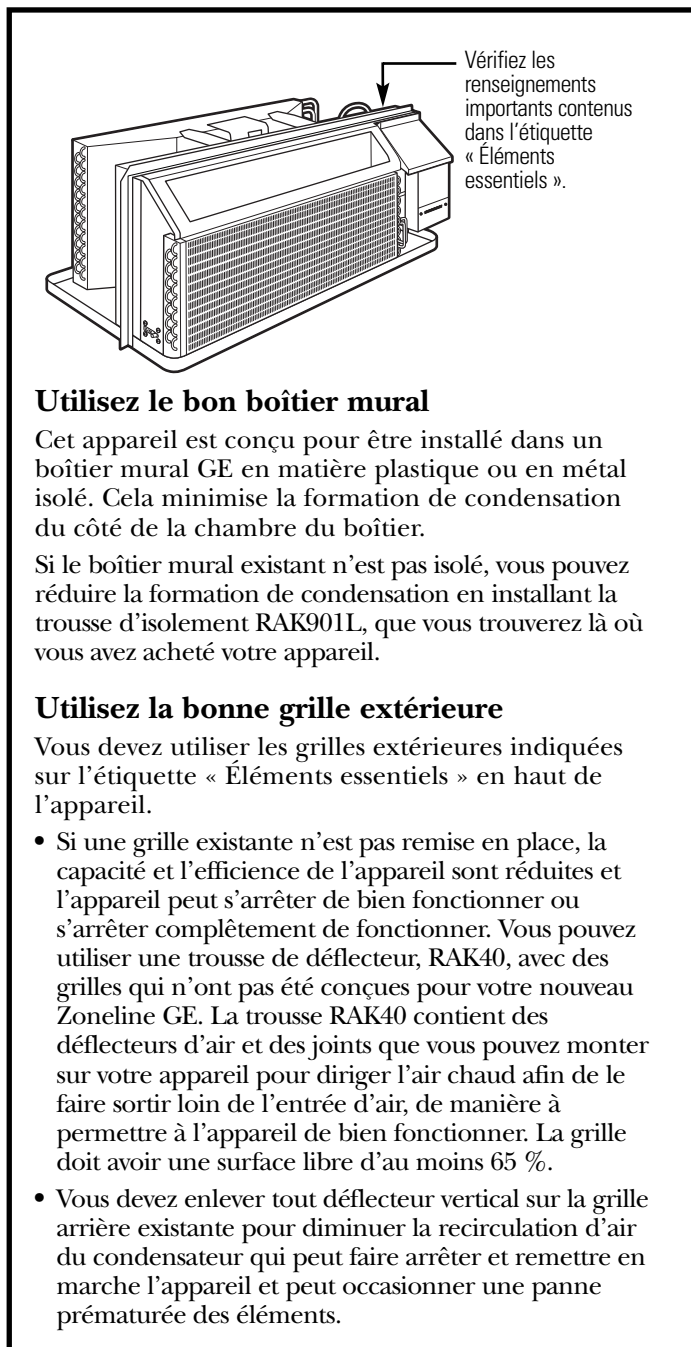 Vérifiez les
renseignements
importants contenus
dans l'étiquette
« Éléments
essentiels ».
Utilisez le bon boîtier mural
Cet appareil est conçu pour être installé dans un
boîtier mural GE en matière plastique ou en métal
isolé. Cela minimise la formation de condensation
du côté de la chambre du boîtier.
Si le boîtier mural existant n'est pas isolé, vous pouvez
réduire la formation de condensation en installant la
trousse d'isolement RAK901L, que vous trouverez là où
vous avez acheté votre appareil.
Utilisez la bonne grille extérieure
Vous devez utiliser les grilles extérieures indiquées
sur l'étiquette « Éléments essentiels » en haut de
l'appareil.
• Si une grille existante n'est pas remise en place, la
capacité et l'efficience de l'appareil sont réduites et
l'appareil peut s'arrêter de bien fonctionner ou
s'arrêter complêtement de fonctionner. Vous pouvez
utiliser une trousse de déflecteur, RAK40, avec des
grilles qui n'ont pas été conçues pour votre nouveau
Zoneline GE. La trousse RAK40 contient des
déflecteurs d'air et des joints que vous pouvez monter
sur votre appareil pour diriger l'air chaud afin de le
faire sortir loin de l'entrée d'air, de manière à
permettre à l'appareil de bien fonctionner. La grille
doit avoir une surface libre d'au moins 65 %.
• Vous devez enlever tout déflecteur vertical sur la grille
arrière existante pour diminuer la recirculation d'air
du condensateur qui peut faire arrêter et remettre en
marche l'appareil et peut occasionner une panne
prématurée des éléments.